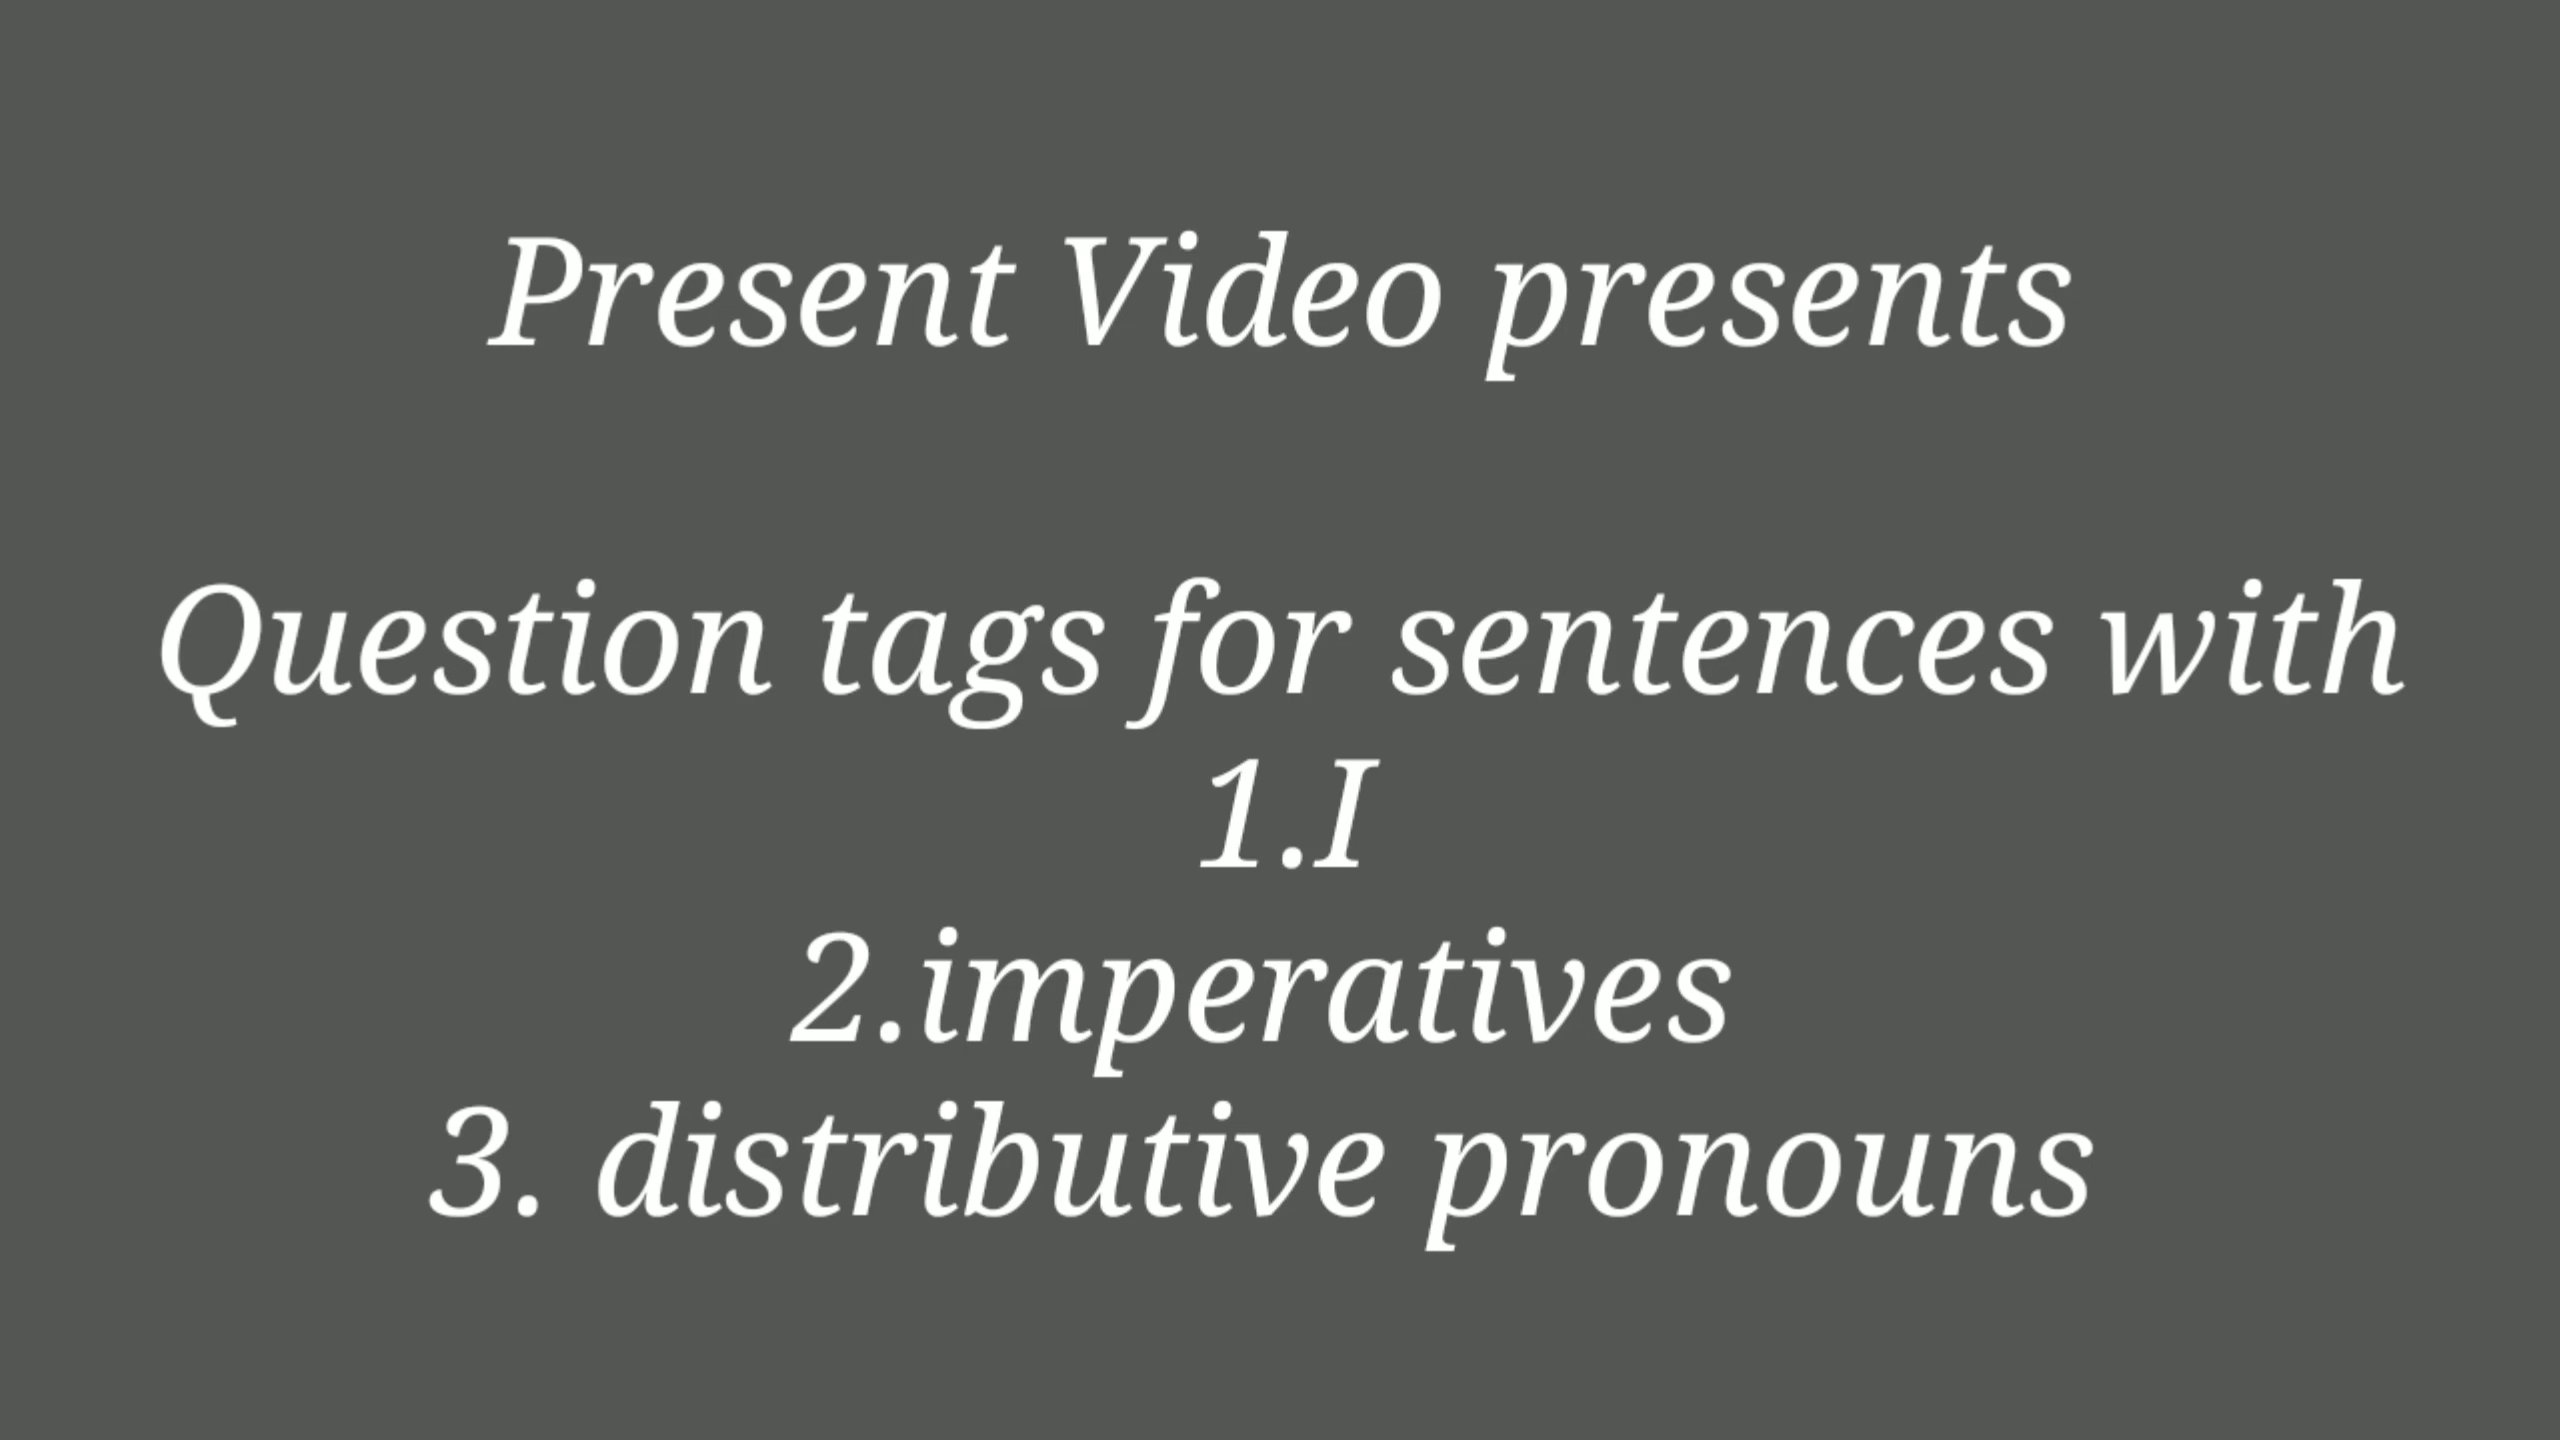 Present Video presents
Question tags for sentences with
1.I
2.imperatives
3. distributive pronouns